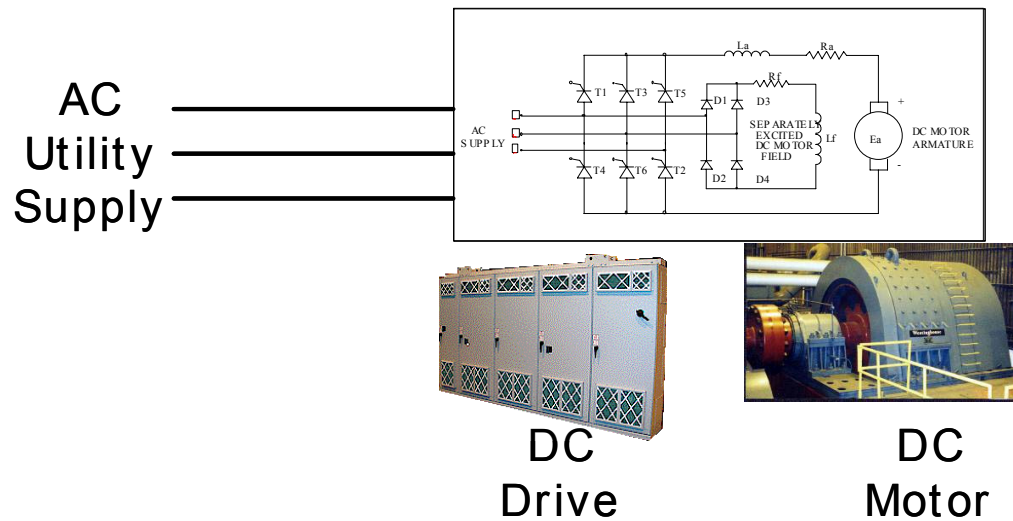 AC
Utility
Supply
AC
SUPPLY
T1
T3
T5
T4
T6
T2
La
Ra
Rf
D1
D3
SEPARATELY
EXCITED
DC MOTOR
FIELD
Lf
D2
D4
+
Ea
-
DC MOTOR
ARMATURE
Westinghouse
DC
Drive
DC
Motor